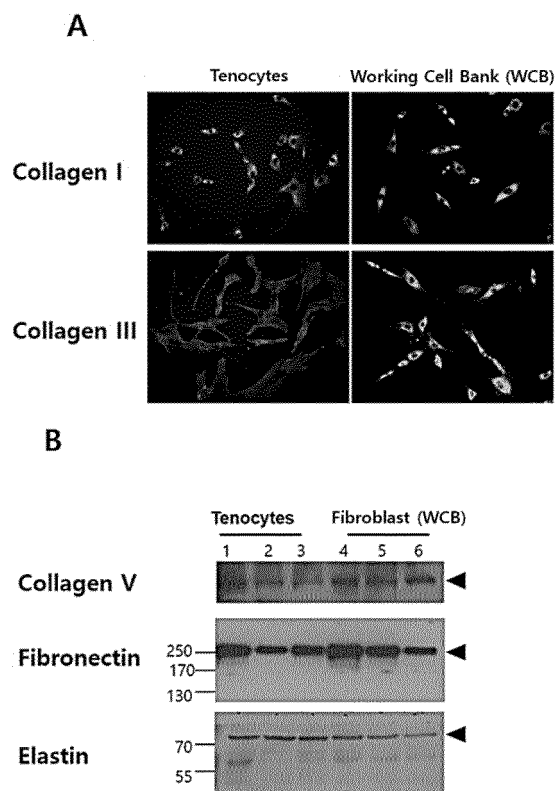 A
Tenocytes Working Cell Bank (WCB)
Collagen I
Collagen III
B
Tenocytes Fibroblast (WCB)
1 2 3 4 5 6
Collagen V
Fibronectin
250
170
130
Elastin
70
55